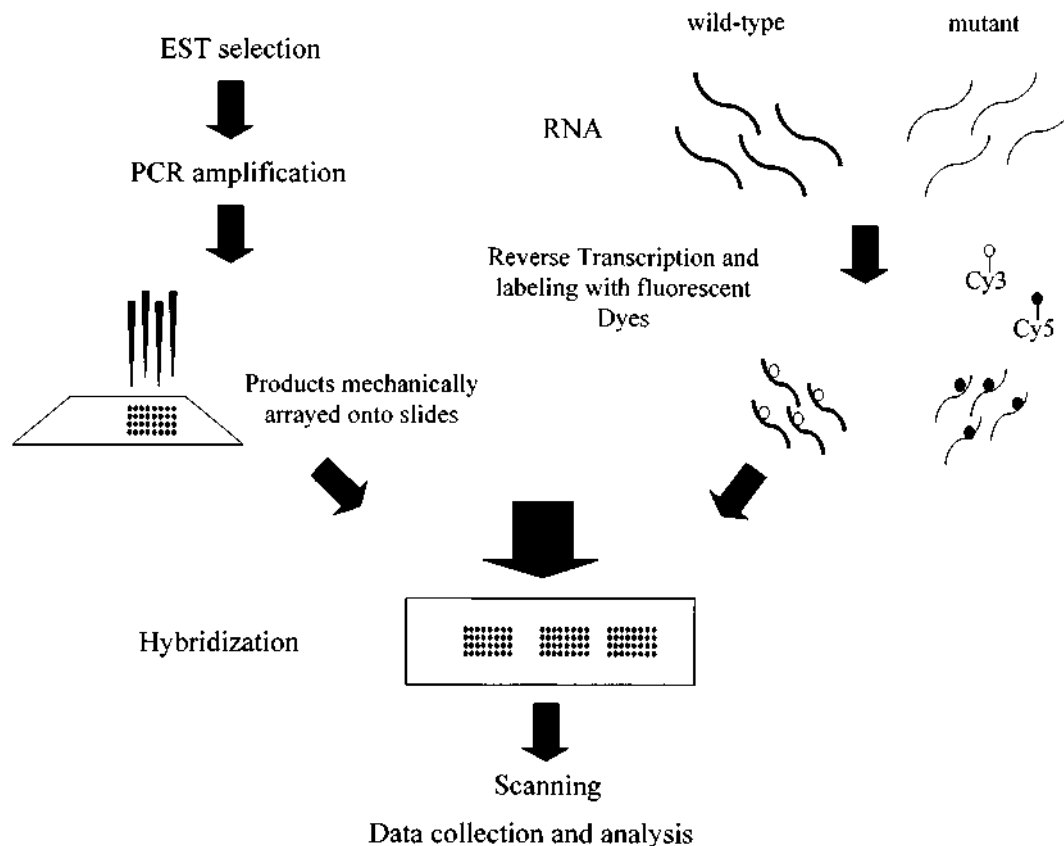 EST selection
PCR amplification
Products mechanically
arrayed onto slides
wild-type mutant
RNA
Reverse Transcription and
labeling with fluorescent
Dyes
Cy3
Cy5
Hybridization
Scanning
Data collection and analysis